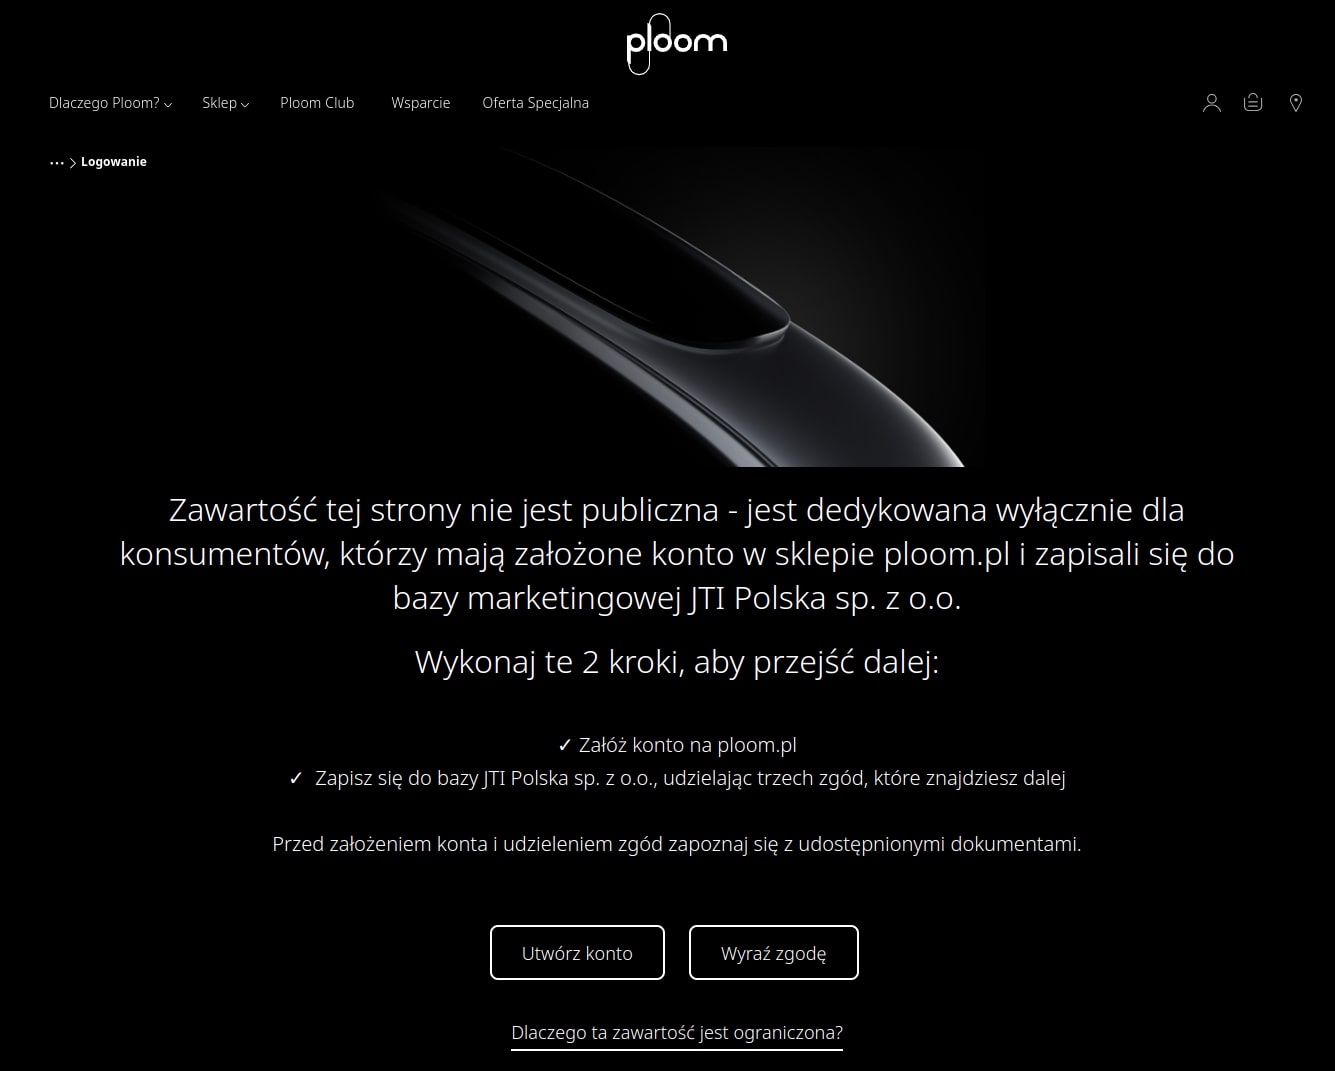 ploom
Dlaczego Ploom?
Sklep
Ploom Club
Wsparcie
Oferta Specjalna
... > Logowanie
Zawartość tej strony nie jest publiczna - jest dedykowana wyłącznie dla
konsumentów, którzy mają założone konto w sklepie ploom.pl i zapisali się do
bazy marketingowej JTI Polska sp. z o.o.
Wykonaj te 2 kroki, aby przejść dalej:
✓ Załóż konto na ploom.pl
✓ Zapisz się do bazy JTI Polska sp. z o.o., udzielając trzech zgód, które znajdziesz dalej
Przed założeniem konta i udzieleniem zgód zapoznaj się z udostępnionymi dokumentami.
Utwórz konto
Wyraź zgodę
Dlaczego ta zawartość jest ograniczona?